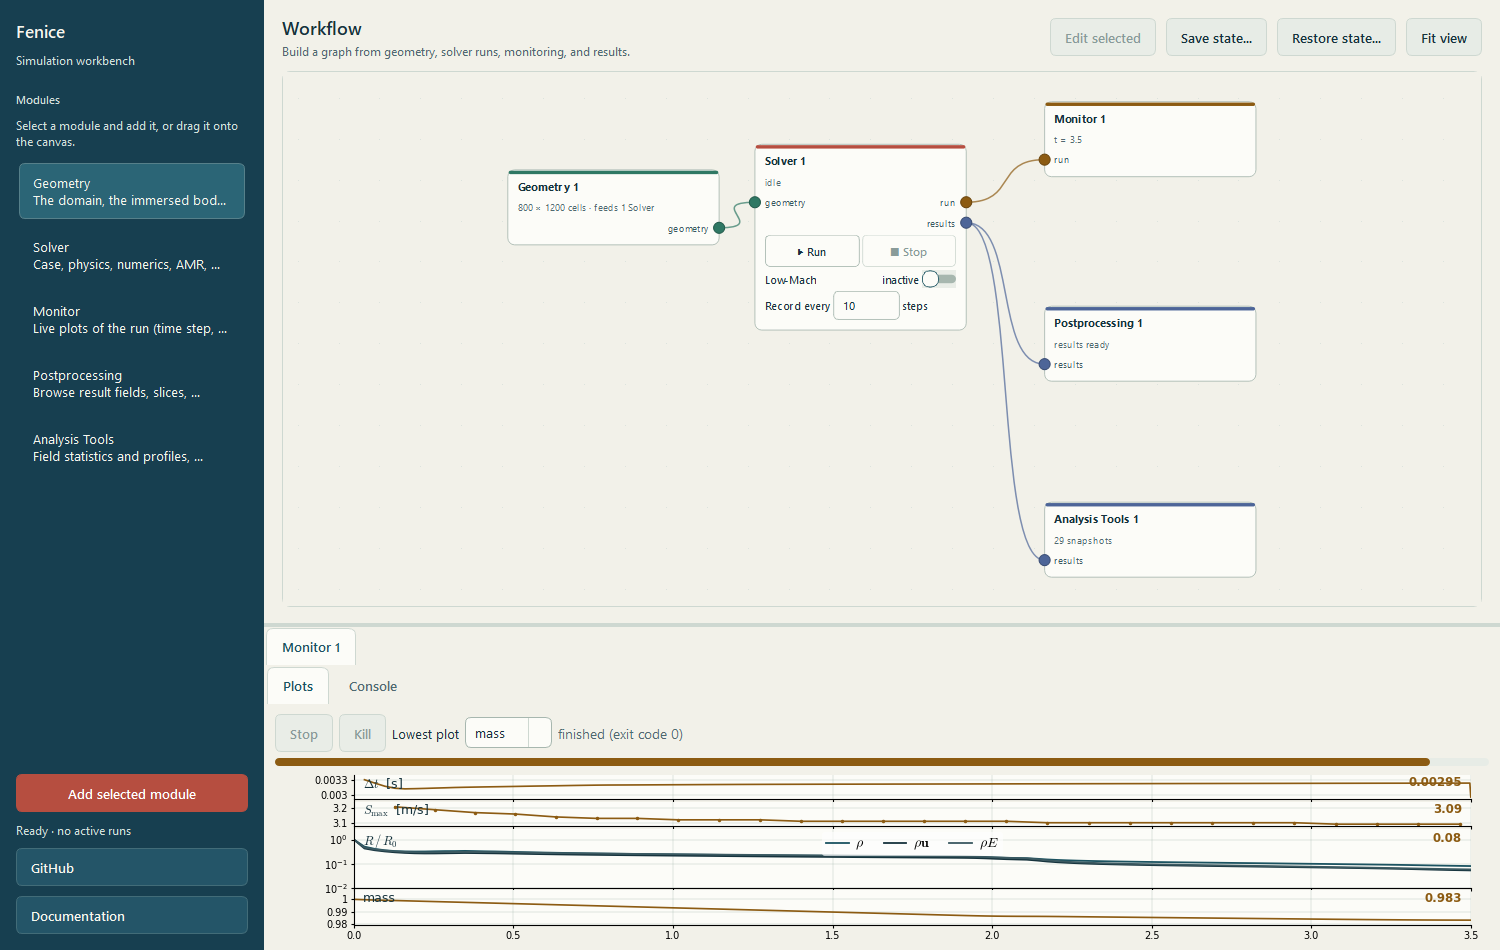 Fenice
Simulation workbench
Modules
Select a module and add it, or drag it onto
the canvas.
Geometry
The domain, the immersed bod...
Solver
Case, physics, numerics, AMR, ...
Monitor
Live plots of the run (time step, ...
Postprocessing
Browse result fields, slices, ...
Analysis Tools
Field statistics and profiles, ...
Add selected module
Ready · no active runs
GitHub
Documentation
Workflow
Build a graph from geometry, solver runs, monitoring, and results.
Edit selected
Save state...
Restore state...
Fit view
Geometry 1
800 × 1200 cells · feeds 1 Solver
geometry
Solver 1
idle
geometry
run
results
Run
Stop
Low-Mach
inactive
Record every 10 steps
Monitor 1
t = 3.5
run
Postprocessing 1
results ready
results
Analysis Tools 1
29 snapshots
results
Monitor 1
Plots
Console
Stop
Kill
Lowest plot
mass
finished (exit code 0)
0.0033
0.003
Δt [s]
0.00295
3.2
3.1
S_max [m/s]
3.09
10⁰
10⁻¹
10⁻²
R / R₀
ρ
ρu
ρE
0.08
1
0.99
0.98
mass
0.983
0.0 0.5 1.0 1.5 2.0 2.5 3.0 3.5